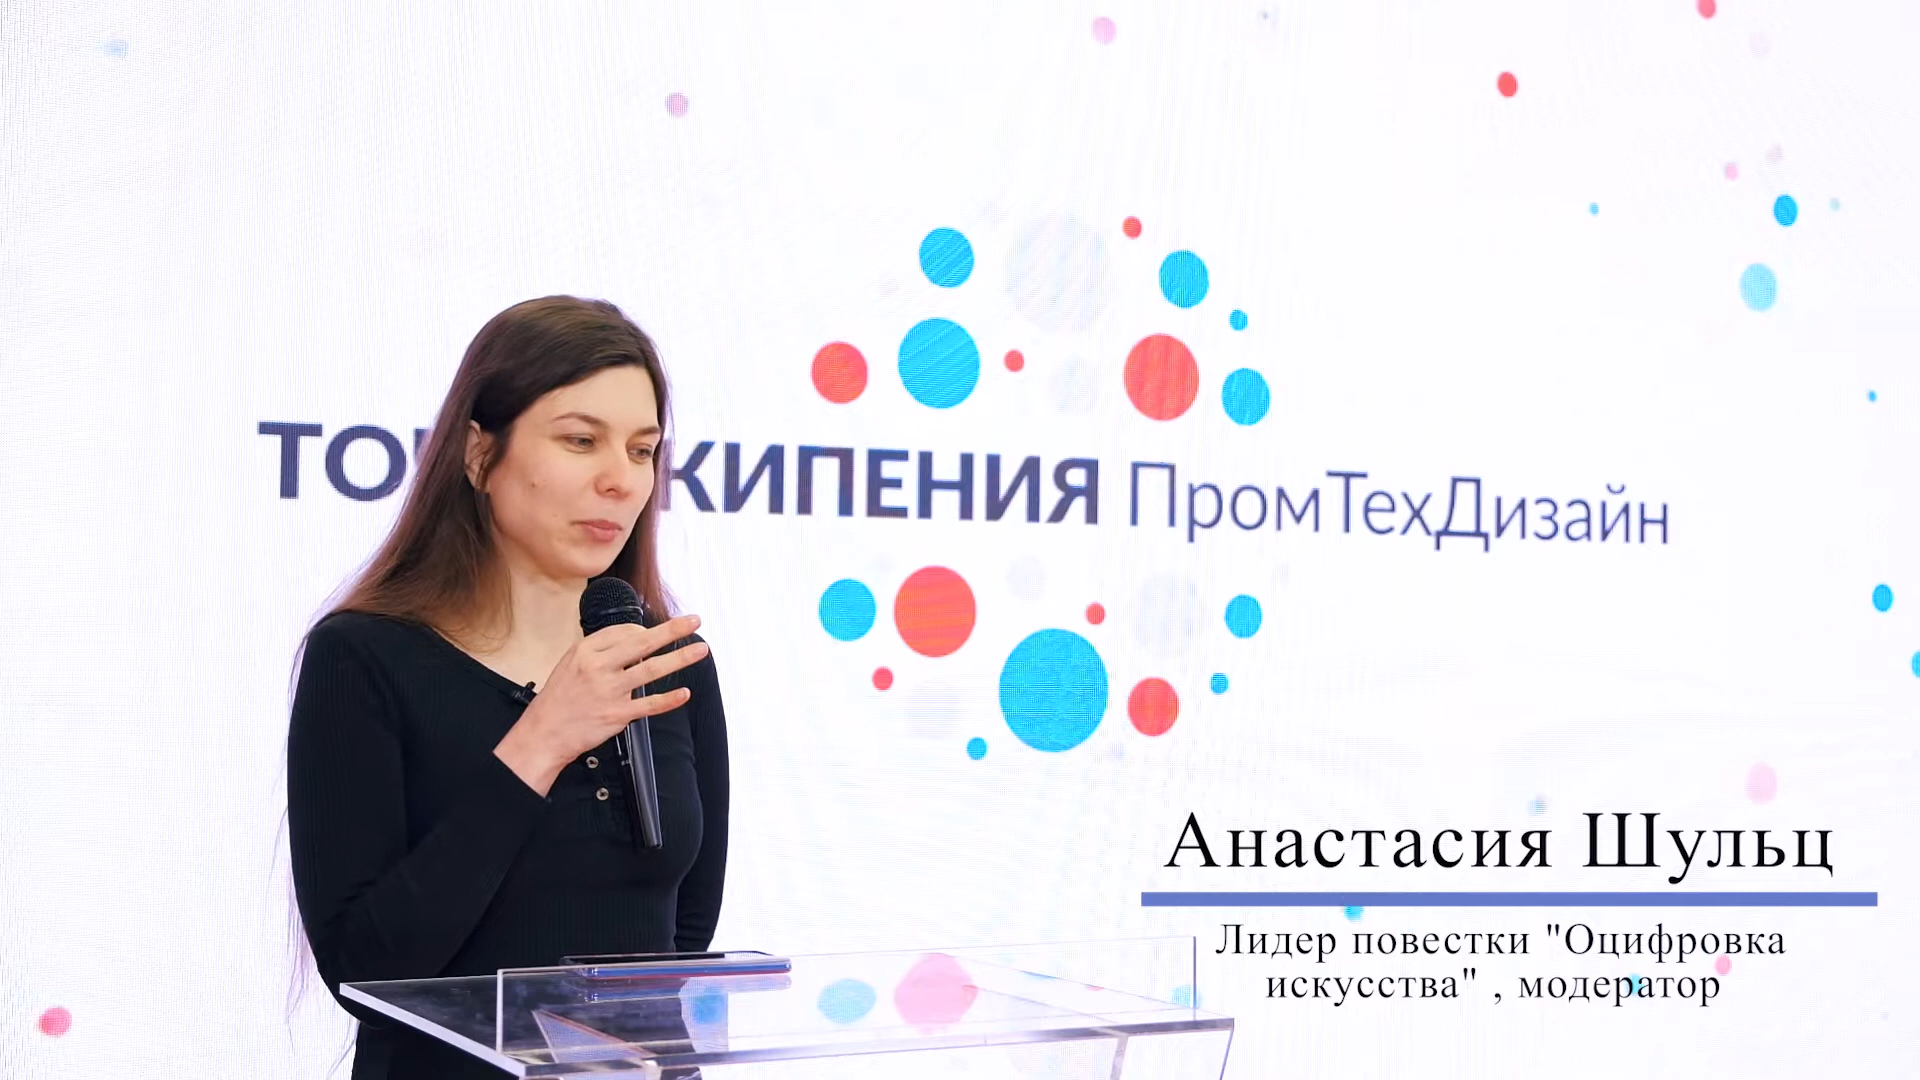 КИПЕНИЯ ПромТехДизайн
Анастасия Шульц
Лидер повестки "Оцифровка
искусства" , модератор